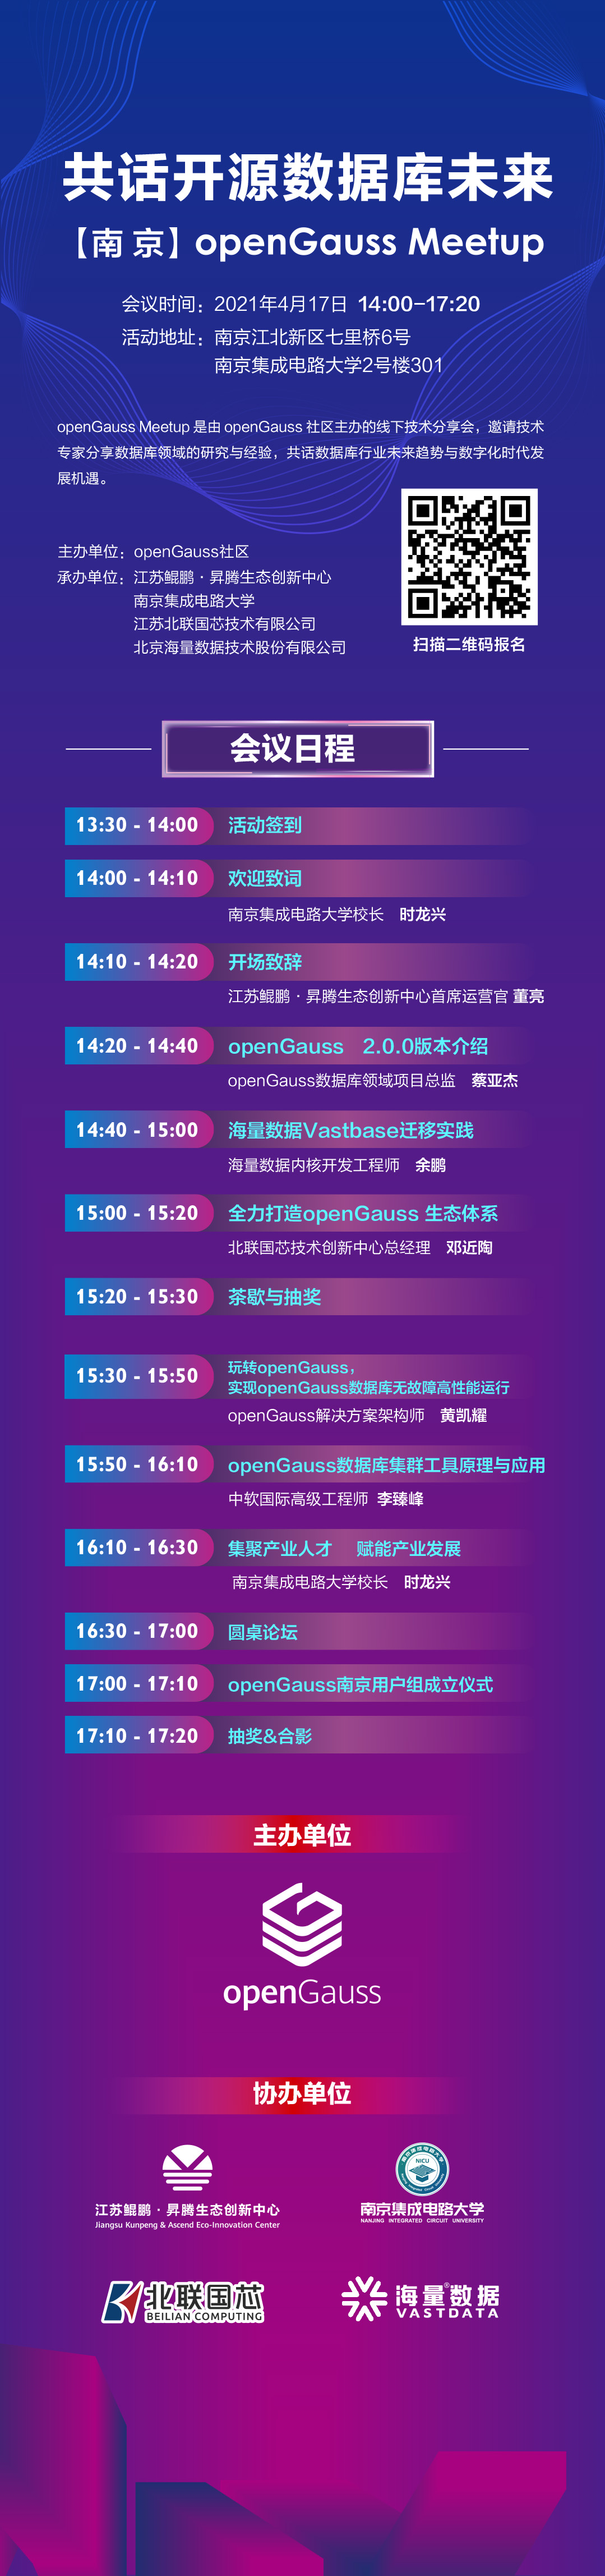 共话开源数据库未来
【南京】openGauss Meetup
会议时间：2021年4月17日 14:00-17:20
活动地址：南京江北新区七里桥6号
南京集成电路大学2号楼301
openGauss Meetup 是由 openGauss 社区主办的线下技术分享会，邀请技术
专家分享数据库领域的研究与经验，共话数据库行业未来趋势与数字化时代发
展机遇。
主办单位：openGauss社区
承办单位：江苏鲲鹏·昇腾生态创新中心
南京集成电路大学
江苏北联国芯技术有限公司
北京海量数据技术股份有限公司
扫描二维码报名
会议日程
13:30 - 14:00 活动签到
14:00 - 14:10 欢迎致词
南京集成电路大学校长 时龙兴
14:10 - 14:20 开场致辞
江苏鲲鹏·昇腾生态创新中心首席运营官 董亮
14:20 - 14:40 openGauss 2.0.0版本介绍
openGauss数据库领域项目总监 蔡亚杰
14:40 - 15:00 海量数据Vastbase迁移实践
海量数据内核开发工程师 余鹏
15:00 - 15:20 全力打造openGauss 生态体系
北联国芯技术创新中心总经理 邓近陶
15:20 - 15:30 茶歇与抽奖
15:30 - 15:50 玩转openGauss，
实现openGauss数据库无故障高性能运行
openGauss解决方案架构师 黄凯耀
15:50 - 16:10 openGauss数据库集群工具原理与应用
中软国际高级工程师 李臻峰
16:10 - 16:30 集聚产业人才 赋能产业发展
南京集成电路大学校长 时龙兴
16:30 - 17:00 圆桌论坛
17:00 - 17:10 openGauss南京用户组成立仪式
17:10 - 17:20 抽奖&合影
主办单位
openGauss
协办单位
江苏鲲鹏·昇腾生态创新中心
Jiangsu Kunpeng & Ascend Eco-Innovation Center
NICU
南京集成电路大学
NANJING INTEGRATED CIRCUIT UNIVERSITY
北联国芯
BEILIAN COMPUTING
海量®数据
VASTDATA